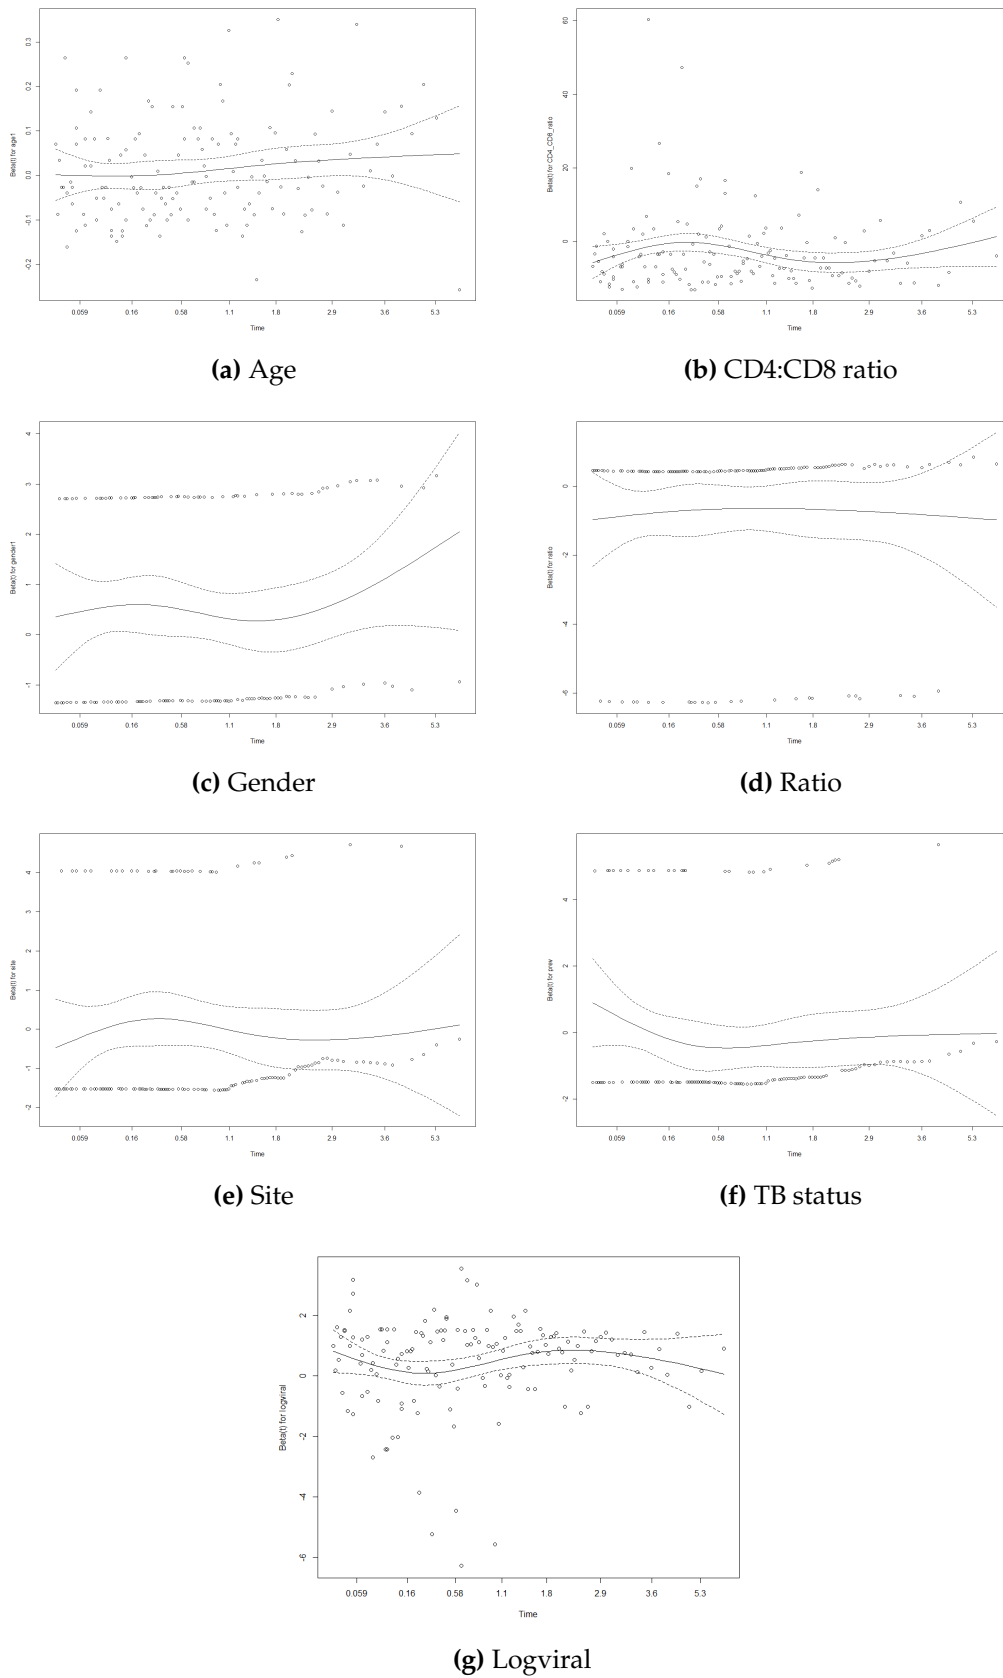 0.3
0.2
0.1
0.0
-0.1
-0.2
Beta(t) for age1
0.059 0.16 0.58 1.1 1.8 2.9 3.6 5.3
Time
(a) Age
60
40
20
0
Beta(t) for CD4_CD8_ratio
0.059 0.16 0.58 1.1 1.8 2.9 3.6 5.3
Time
(b) CD4:CD8 ratio
4
3
2
1
0
-1
Beta(t) for gender1
0.059 0.16 0.58 1.1 1.8 2.9 3.6 5.3
Time
(c) Gender
0
-2
-4
-6
Beta(t) for ratio
0.059 0.16 0.58 1.1 1.8 2.9 3.6 5.3
Time
(d) Ratio
4
3
2
1
0
-1
-2
Beta(t) for site
0.059 0.16 0.58 1.1 1.8 2.9 3.6 5.3
Time
(e) Site
4
2
0
-2
Beta(t) for prev
0.059 0.16 0.58 1.1 1.8 2.9 3.6 5.3
Time
(f) TB status
2
0
-2
-4
-6
Beta(t) for logviral
0.059 0.16 0.58 1.1 1.8 2.9 3.6 5.3
Time
(g) Logviral